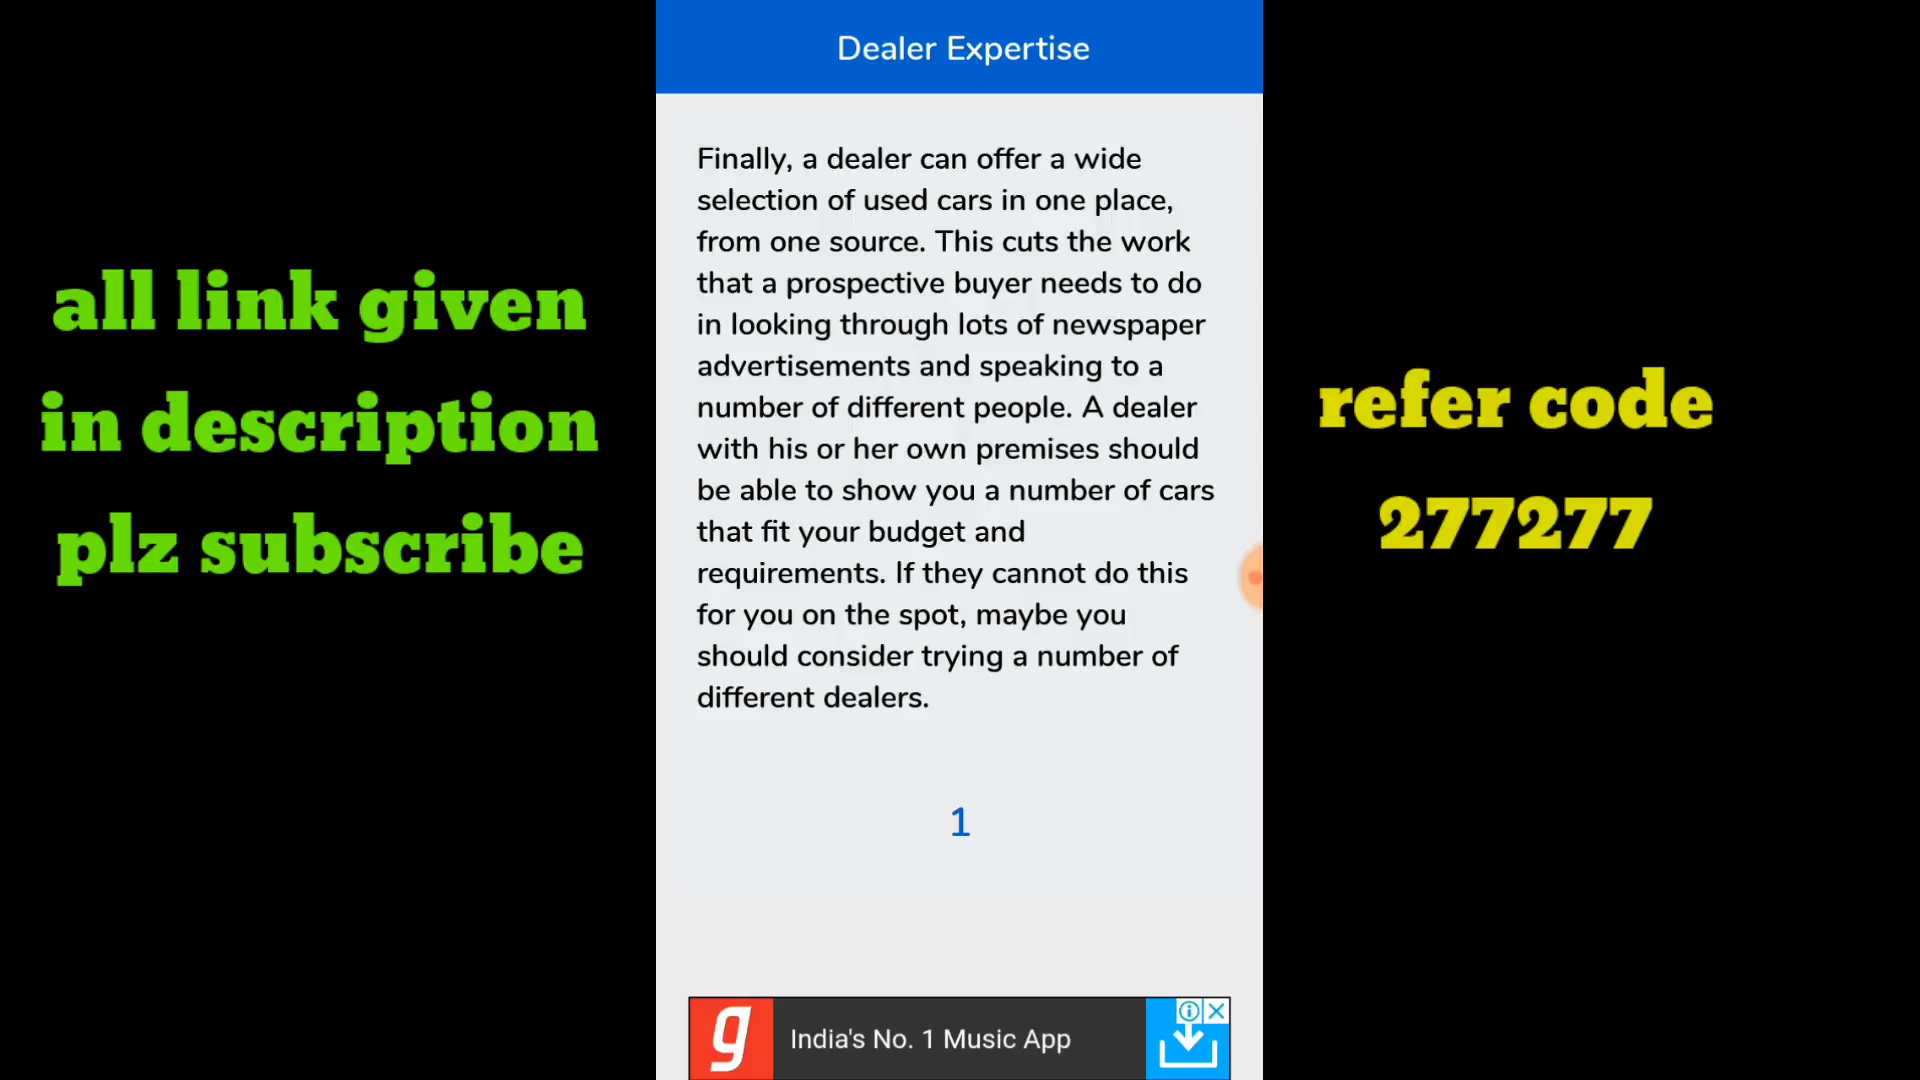 all link given
in description
plz subscribe
Dealer Expertise
Finally, a dealer can offer a wide
selection of used cars in one place,
from one source. This cuts the work
that a prospective buyer needs to do
in looking through lots of newspaper
advertisements and speaking to a
number of different people. A dealer
with his or her own premises should
be able to show you a number of cars
that fit your budget and
requirements. If they cannot do this
for you on the spot, maybe you
should consider trying a number of
different dealers.
1
g
India's No. 1 Music App
refer code
277277